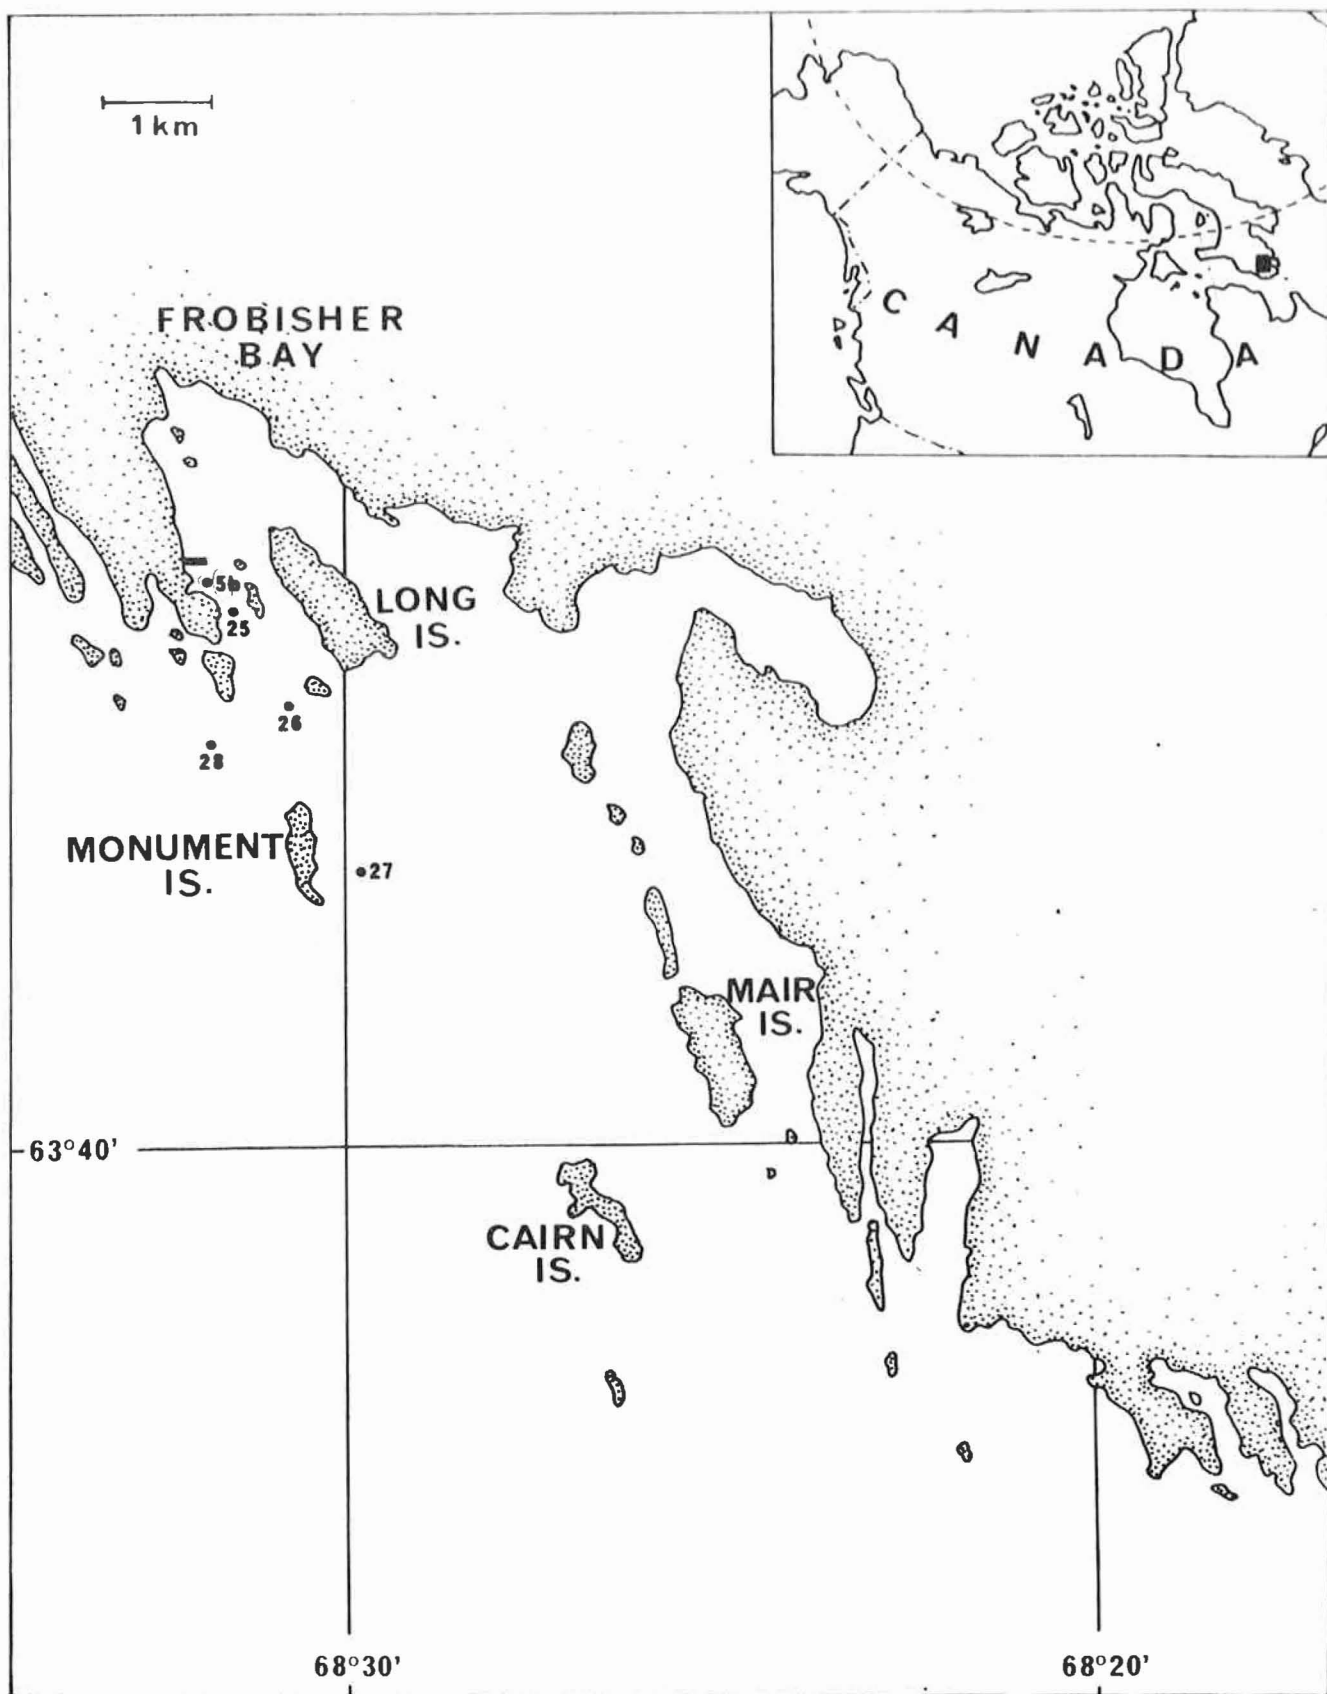 1 km
C A N A D A
FROBISHER
BAY
LONG
IS.
25
26
28
MONUMENT
IS.
27
MAIR
IS.
63°40'
CAIRN
IS.
68°30'
68°20'